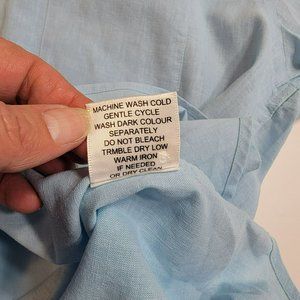 MACHINE WASH COLD
GENTLE CYCLE
WASH DARK COLOUR
SEPARATELY
DO NOT BLEACH
TRMBLE DRY LOW
WARM IRON
IF NEEDED
OR DRY CLEAN